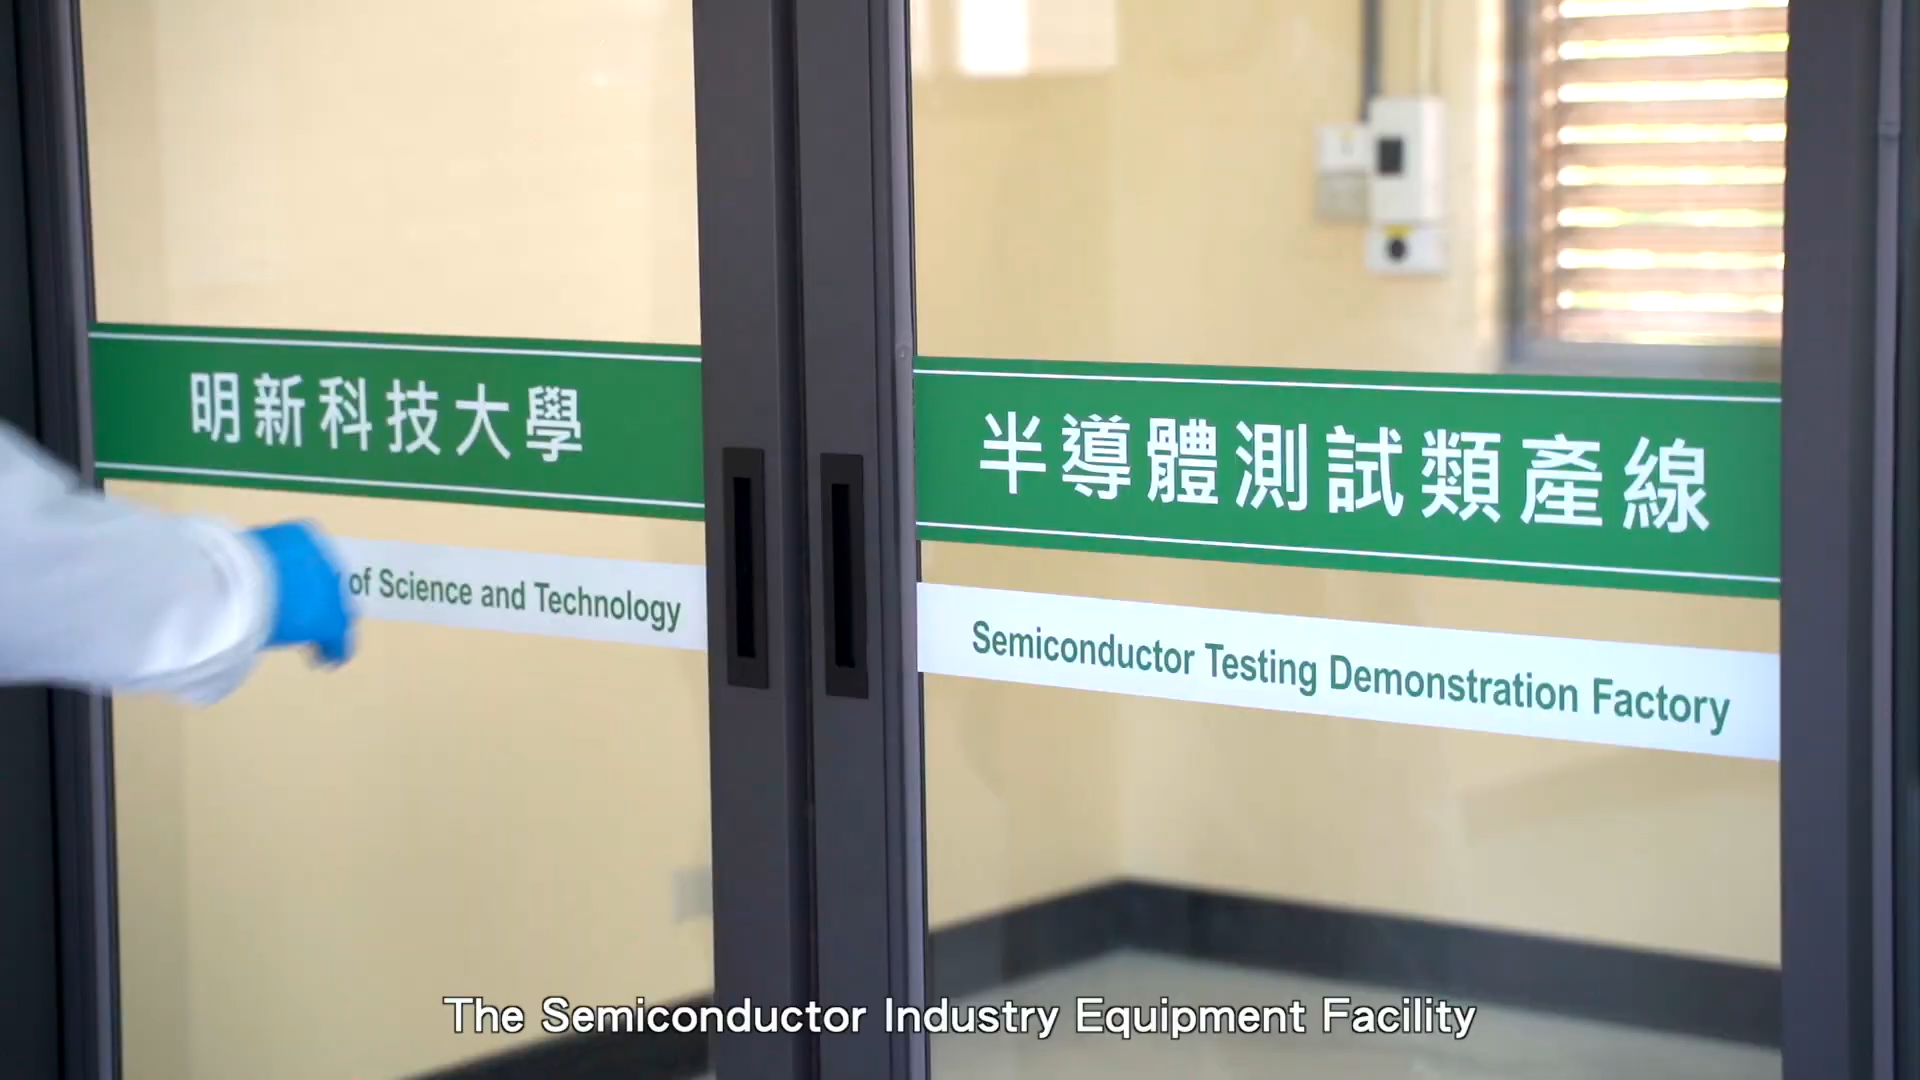 明新科技大學
of Science and Technology
半導體測試類產線
Semiconductor Testing Demonstration Factory
The Semiconductor Industry Equipment Facility